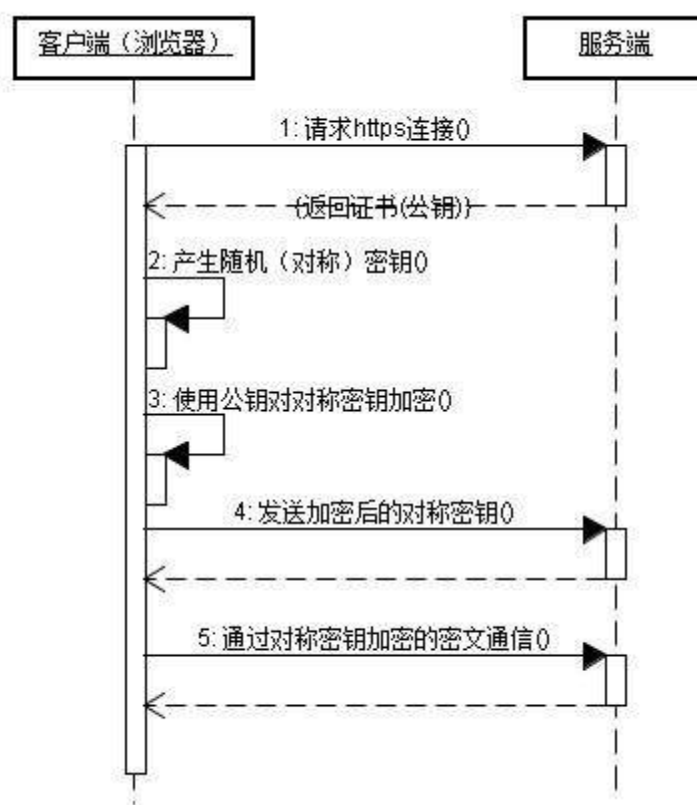 客户端（浏览器）
服务端
1: 请求https连接()
{返回证书(公钥)}
2: 产生随机（对称）密钥()
3: 使用公钥对对称密钥加密()
4: 发送加密后的对称密钥()
5: 通过对称密钥加密的密文通信()